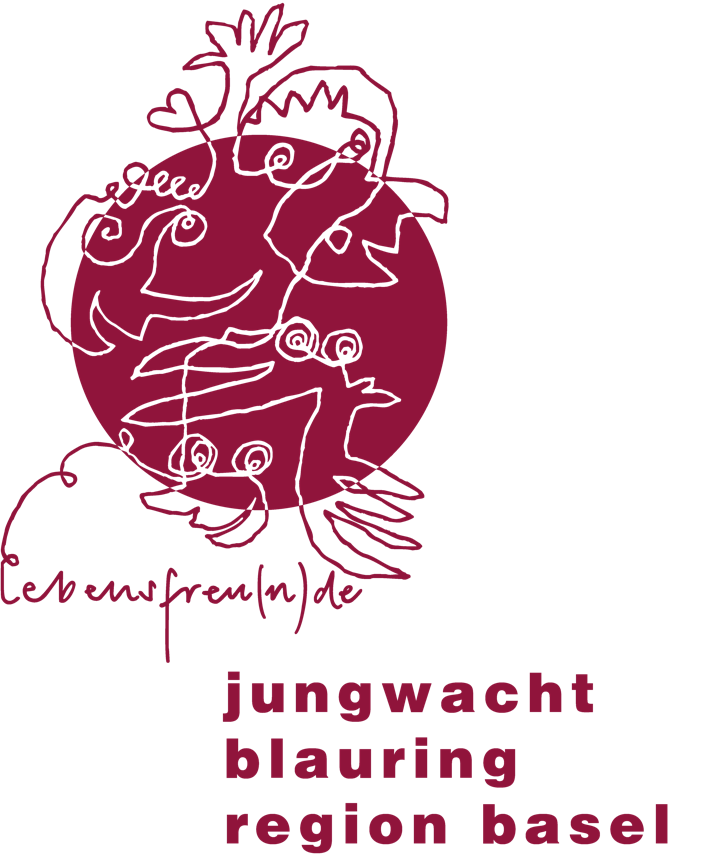 lebensfreu(n)de
jungwacht
blauring
region basel